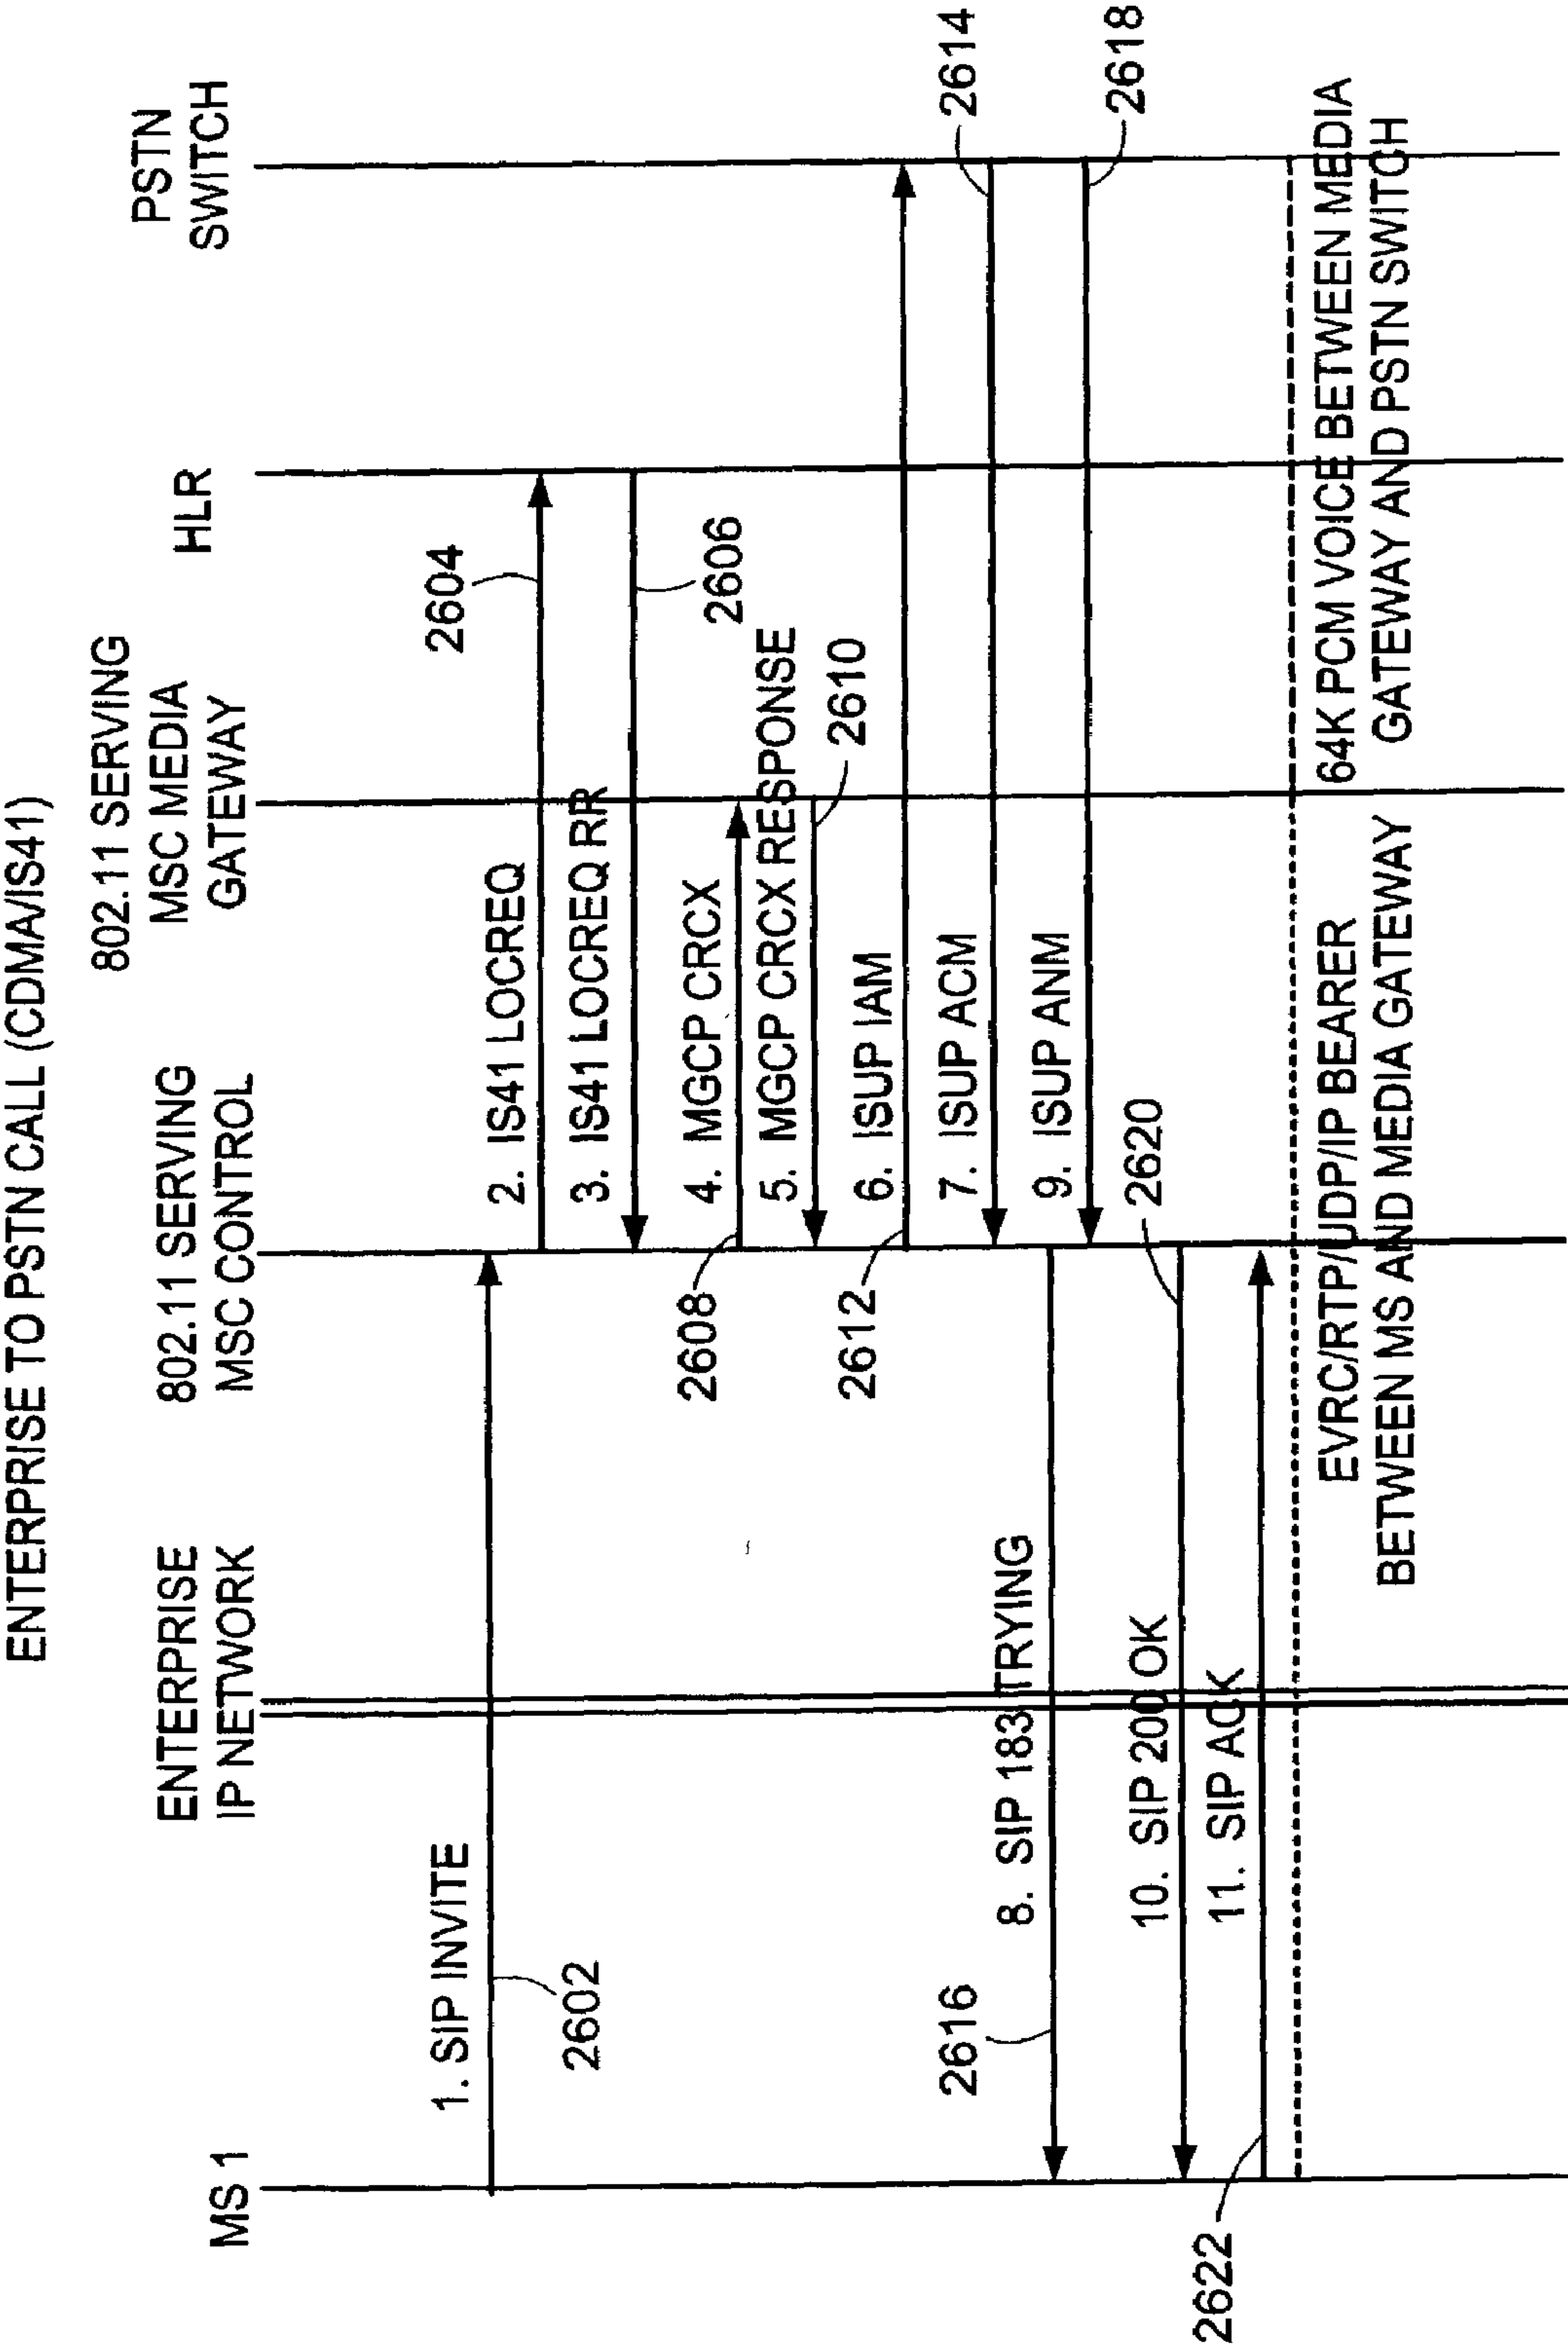 ENTERPRISE TO PSTN CALL (CDMA/IS41)
MS 1
ENTERPRISE
IP NETWORK
802.11 SERVING
MSC CONTROL
802.11 SERVING
MSC MEDIA
GATEWAY
HLR
PSTN
SWITCH
1. SIP INVITE
2602
2. IS41 LOCREQ
2604
3. IS41 LOCREQ RR
2606
4. MGCP CRCX
2608
5. MGCP CRCX RESPONSE
2610
6. ISUP IAM
2612
7. ISUP ACM
2614
8. SIP 183 TRYING
2616
9. ISUP ANM
2618
10. SIP 200 OK
2620
11. SIP ACK
2622
EVRC/RTP/UDP/IP BEARER
BETWEEN MS AND MEDIA GATEWAY
64K PCM VOICE BETWEEN MEDIA
GATEWAY AND PSTN SWITCH